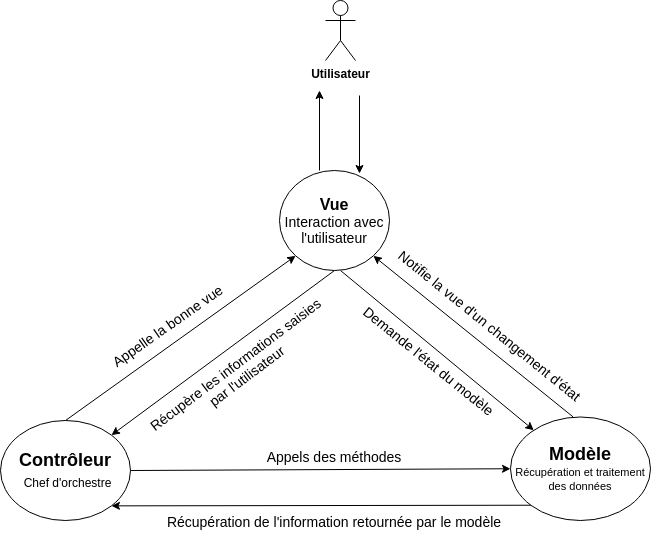 Utilisateur
Vue
Interaction avec
l'utilisateur
Appelle la bonne vue
Récupère les informations saisies
par l'utilisateur
Demande l'état du modèle
Notifie la vue d'un changement d'état
Contrôleur
Chef d'orchestre
Appels des méthodes
Modèle
Récupération et traitement
des données
Récupération de l'information retournée par le modèle